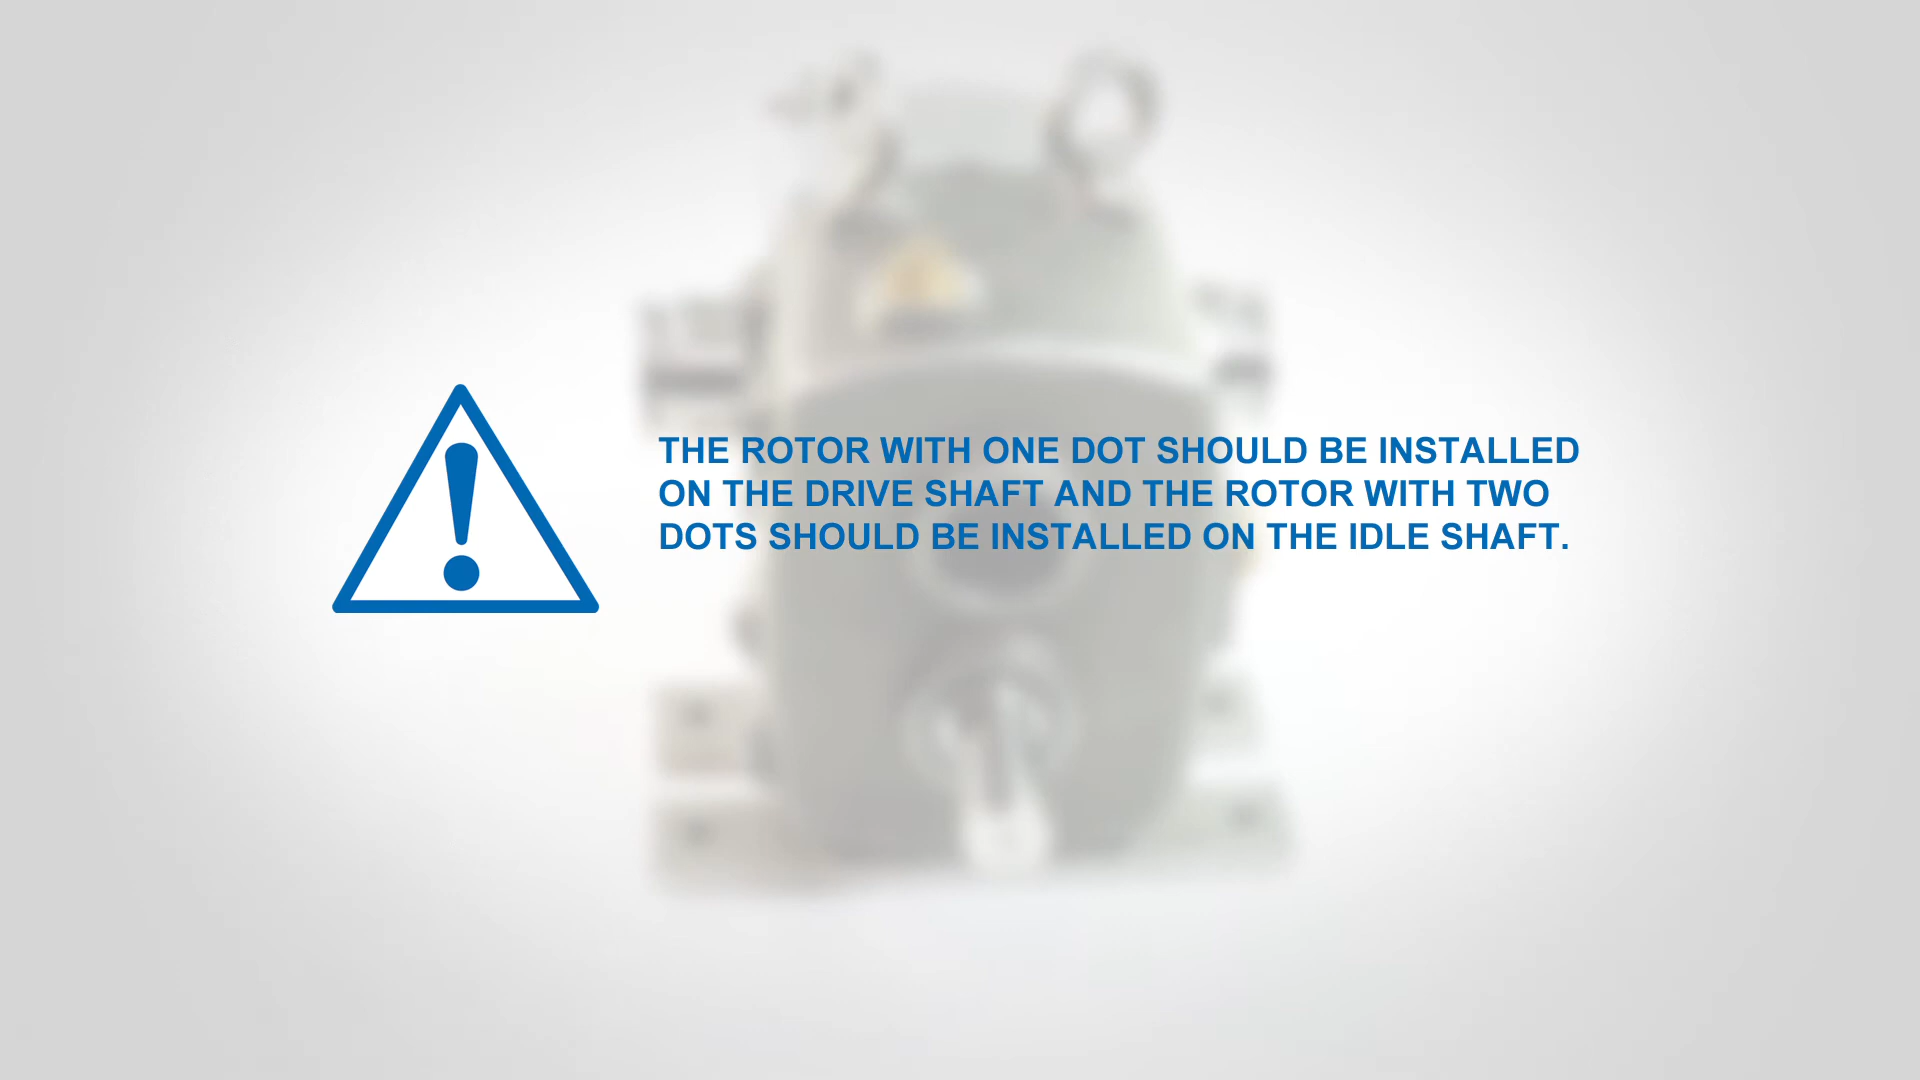 THE ROTOR WITH ONE DOT SHOULD BE INSTALLED
ON THE DRIVE SHAFT AND THE ROTOR WITH TWO
DOTS SHOULD BE INSTALLED ON THE IDLE SHAFT.